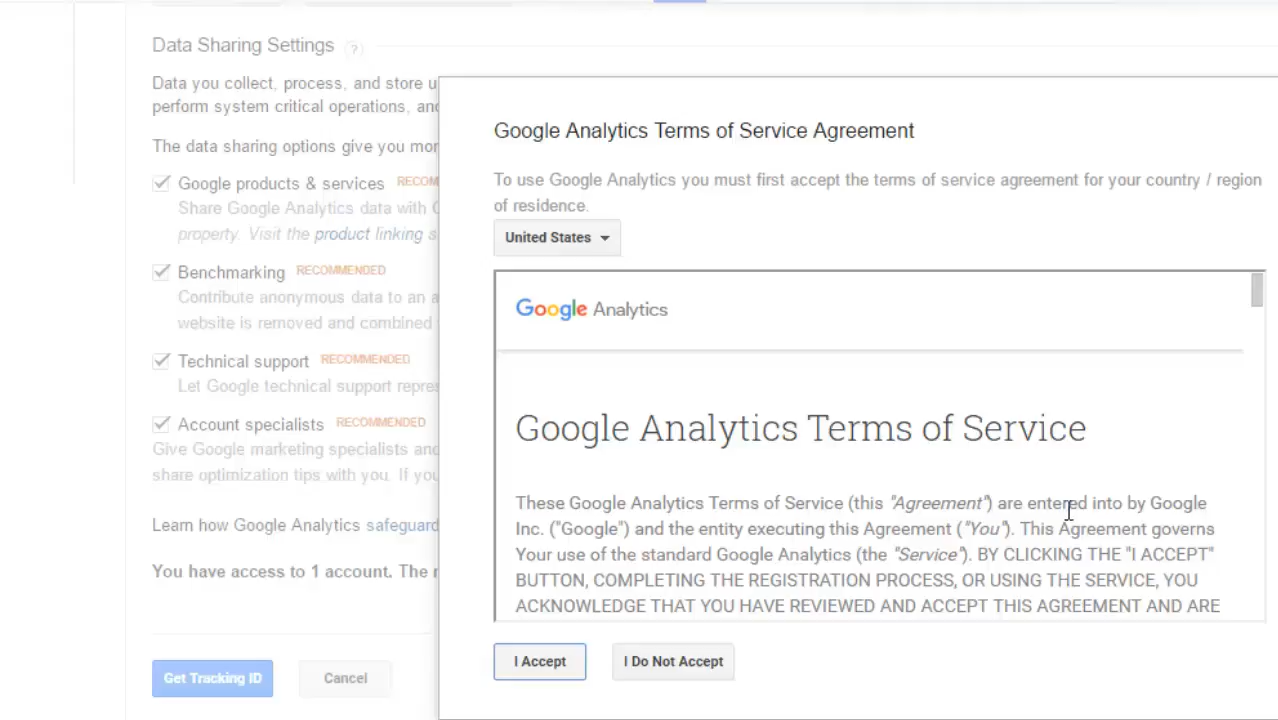 Data Sharing Settings ?
Data you collect, process, and store u
perform system critical operations, and
The data sharing options give you mor
Google products & services RECOM
Share Google Analytics data with G
property. Visit the product linking s
Benchmarking RECOMMENDED
Contribute anonymous data to an a
website is removed and combined
Technical support RECOMMENDED
Let Google technical support repre
Account specialists RECOMMENDED
Give Google marketing specialists and
share optimization tips with you. If you
Learn how Google Analytics safeguard
You have access to 1 account. The m
Get Tracking ID
Cancel
Google Analytics Terms of Service Agreement
To use Google Analytics you must first accept the terms of service agreement for your country / region
of residence.
United States
Google Analytics
Google Analytics Terms of Service
These Google Analytics Terms of Service (this "Agreement") are entered into by Google
Inc. ("Google") and the entity executing this Agreement ("You"). This Agreement governs
Your use of the standard Google Analytics (the "Service"). BY CLICKING THE "I ACCEPT"
BUTTON, COMPLETING THE REGISTRATION PROCESS, OR USING THE SERVICE, YOU
ACKNOWLEDGE THAT YOU HAVE REVIEWED AND ACCEPT THIS AGREEMENT AND ARE
I Accept
I Do Not Accept